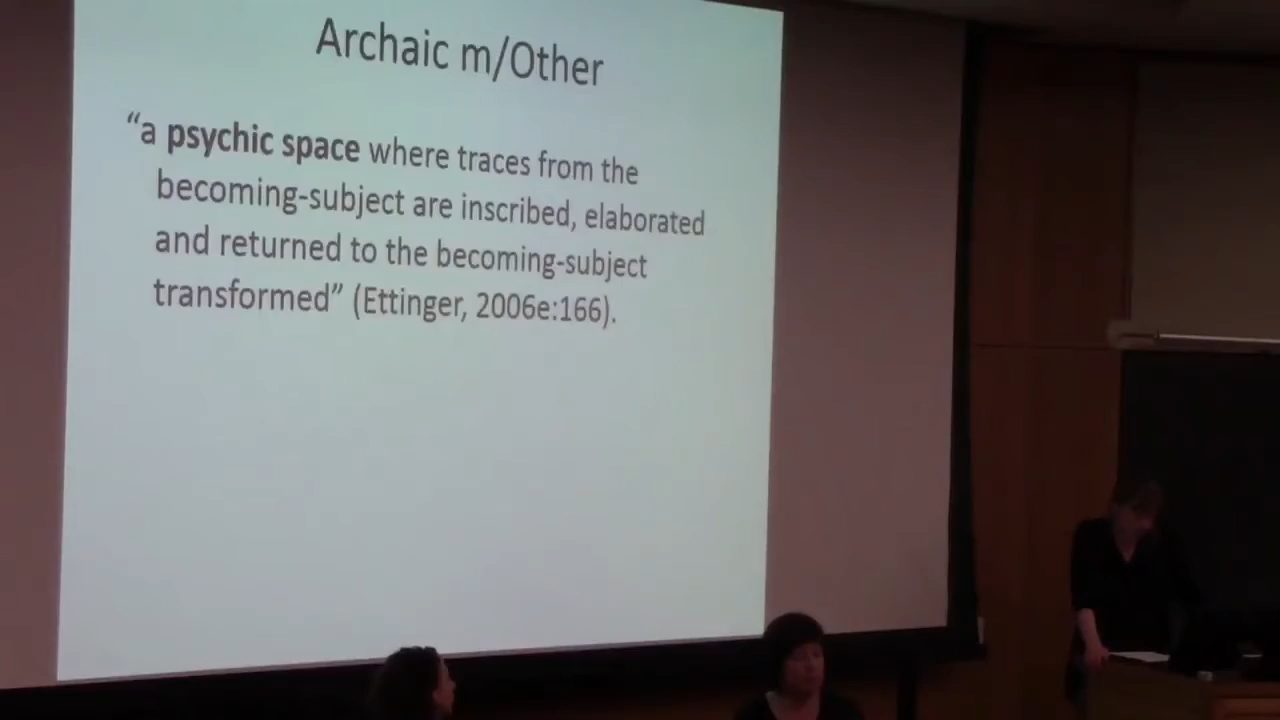 Archaic m/Other
“a psychic space where traces from the
becoming-subject are inscribed, elaborated
and returned to the becoming-subject
transformed” (Ettinger, 2006e:166).